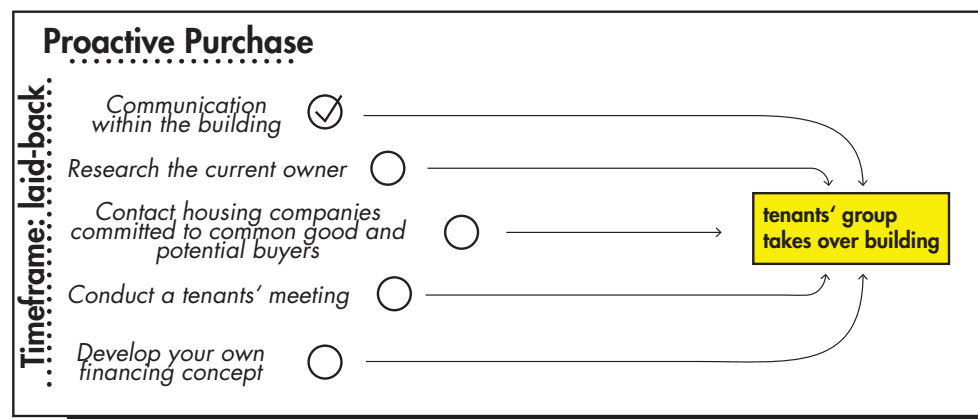 Proactive Purchase
Timeframe: laid-back
Communication
within the building
Research the current owner
Contact housing companies
committed to common good and
potential buyers
Conduct a tenants‘ meeting
Develop your own
financing concept
tenants‘ group
takes over building